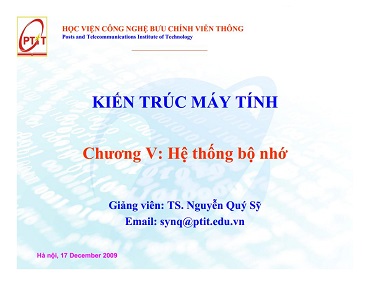 HỌC VIỆN CÔNG NGHỆ BƯU CHÍNH VIỄN THÔNG
Posts and Telecommunications Institute of Technology
PTIT
KIẾN TRÚC MÁY TÍNH
Chương V: Hệ thống bộ nhớ
Giảng viên: TS. Nguyễn Quý Sỹ
Email: synq@ptit.edu.vn
Hà nội, 17 December 2009